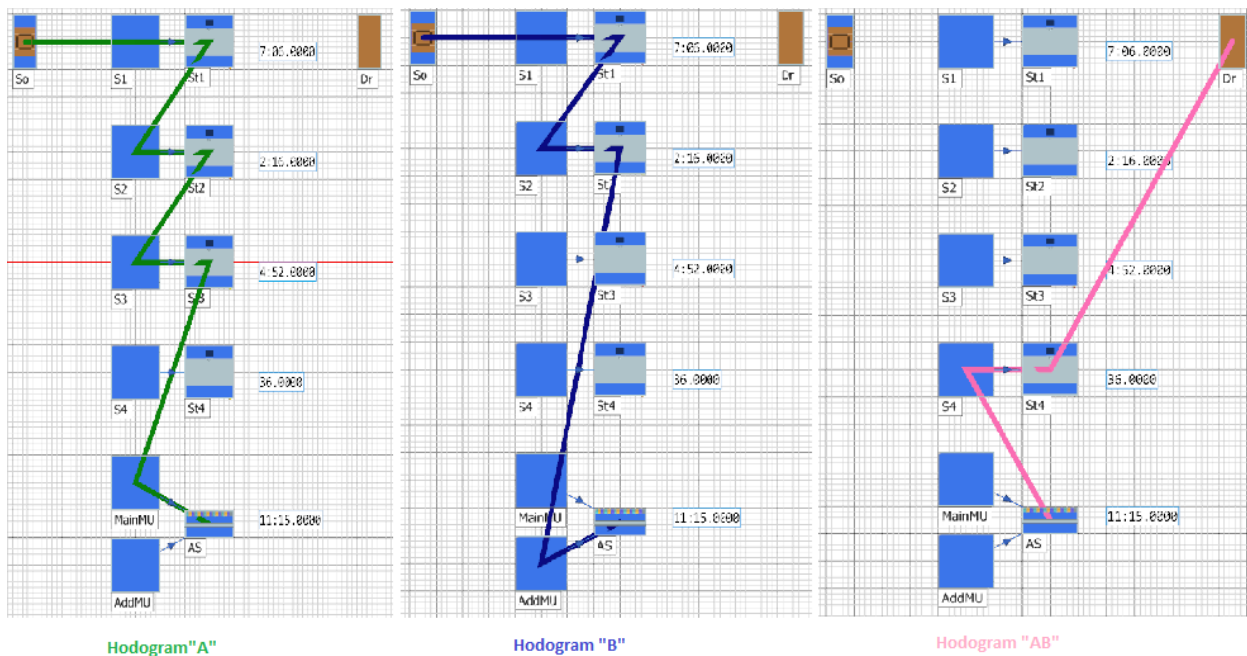 7:06.0000
So
S1
St1
Dr
2:16.0000
S2
St2
4:52.0000
S3
St3
36.0000
S4
St4
MainMU
11:15.0000
AS
AddMU
Hodogram"A"
7:06.0000
So
S1
St1
Dr
2:16.0000
S2
4:52.0000
S3
St3
36.0000
S4
St4
MainMU
11:15.0000
AS
AddMU
Hodogram "B"
7:06.0000
So
S1
St1
Dr
2:16.0000
S2
St2
4:52.0000
S3
St3
36.0000
S4
St4
MainMU
11:15.0000
AS
AddMU
Hodogram "AB"